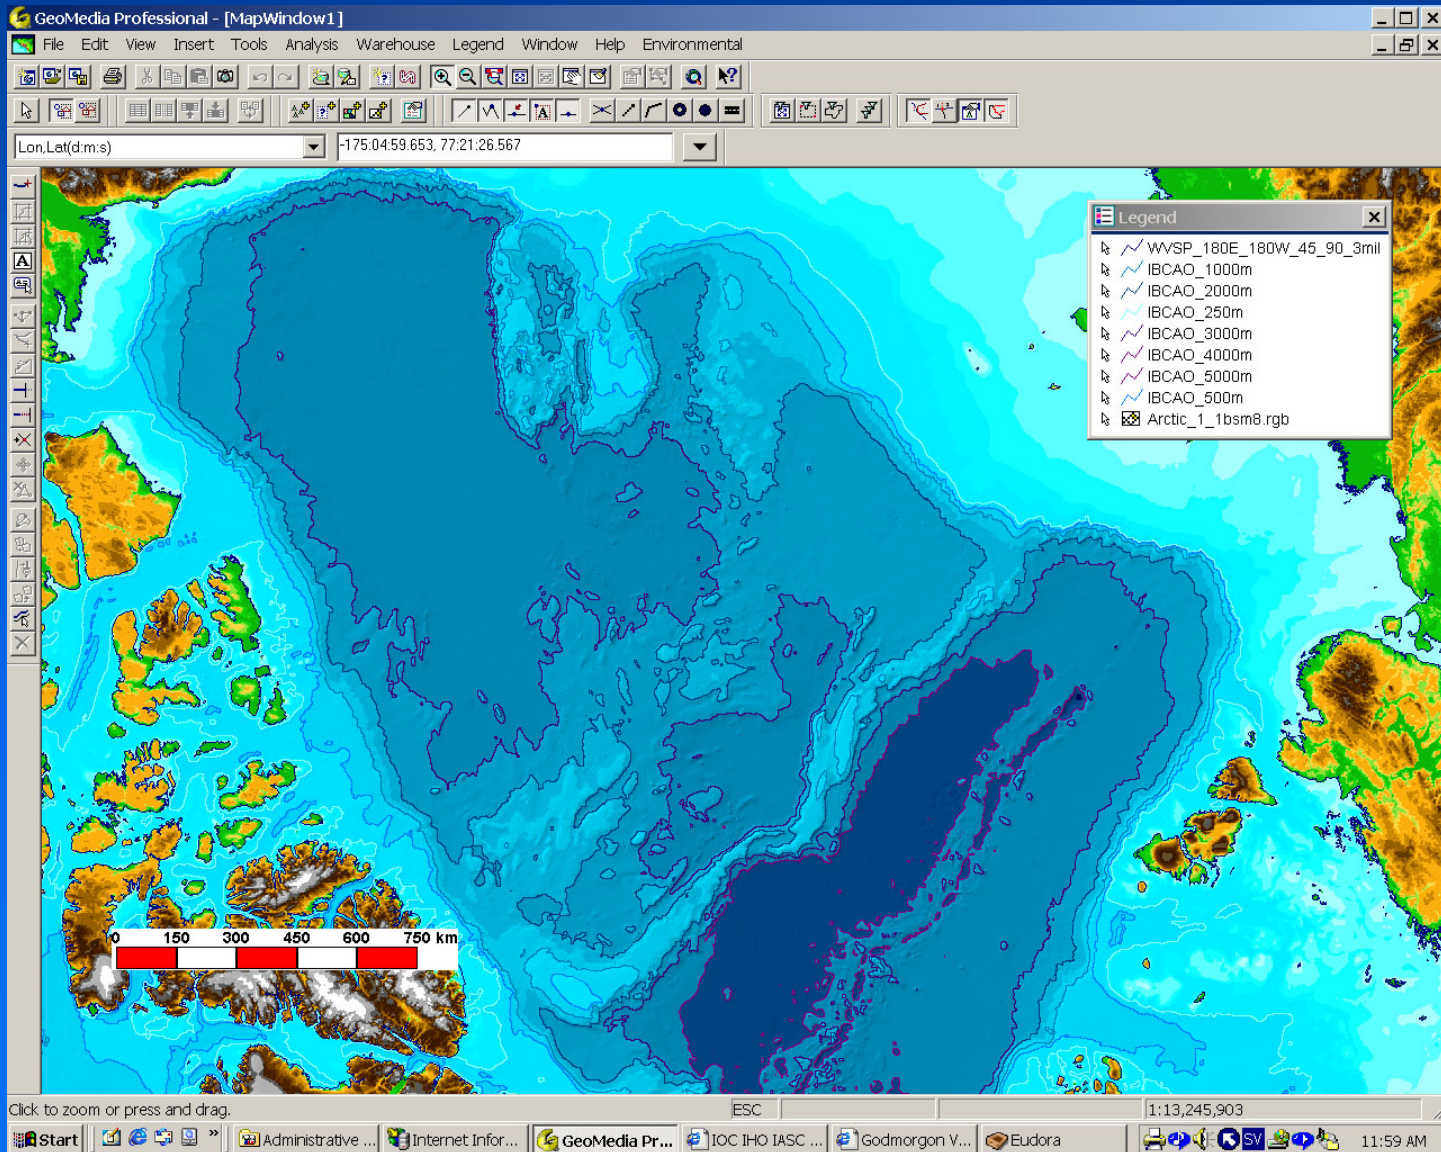 GeoMedia Professional - [MapWindow1]
File Edit View Insert Tools Analysis Warehouse Legend Window Help Environmental
Lon,Lat(d:m:s) -175:04:59.653, 77:21:26.567
Legend
WVSP_180E_180W_45_90_3mil
IBCAO_1000m
IBCAO_2000m
IBCAO_250m
IBCAO_3000m
IBCAO_4000m
IBCAO_5000m
IBCAO_500m
Arctic_1_1bsm8.rgb
0 150 300 450 600 750 km
Click to zoom or press and drag. ESC 1:13,245,903
Start » Administrative ... Internet Infor... GeoMedia Pr... IOC IHO IASC ... Godmorgon V... Eudora SV 11:59 AM